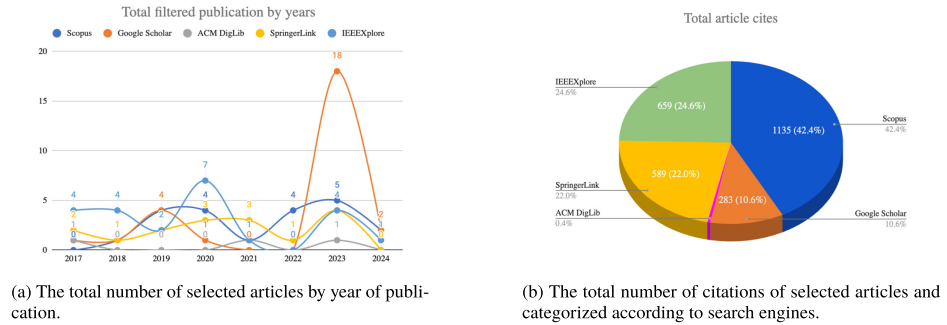 Total filtered publication by years
Scopus Google Scholar ACM DigLib SpringerLink IEEEXplore
20
18
15
10
7
5
4 4 4 4 4 5
2 4 3 3 4 2
1 1 2 1 1 1 1 1
0 0 0 0 0 0 0 0
0
2017 2018 2019 2020 2021 2022 2023 2024
(a) The total number of selected articles by year of publi-
cation.
Total article cites
IEEEXplore
24.6%
659 (24.6%)
Scopus
42.4%
1135 (42.4%)
589 (22.0%)
SpringerLink
22.0%
283 (10.6%)
ACM DigLib
0.4%
Google Scholar
10.6%
(b) The total number of citations of selected articles and
categorized according to search engines.